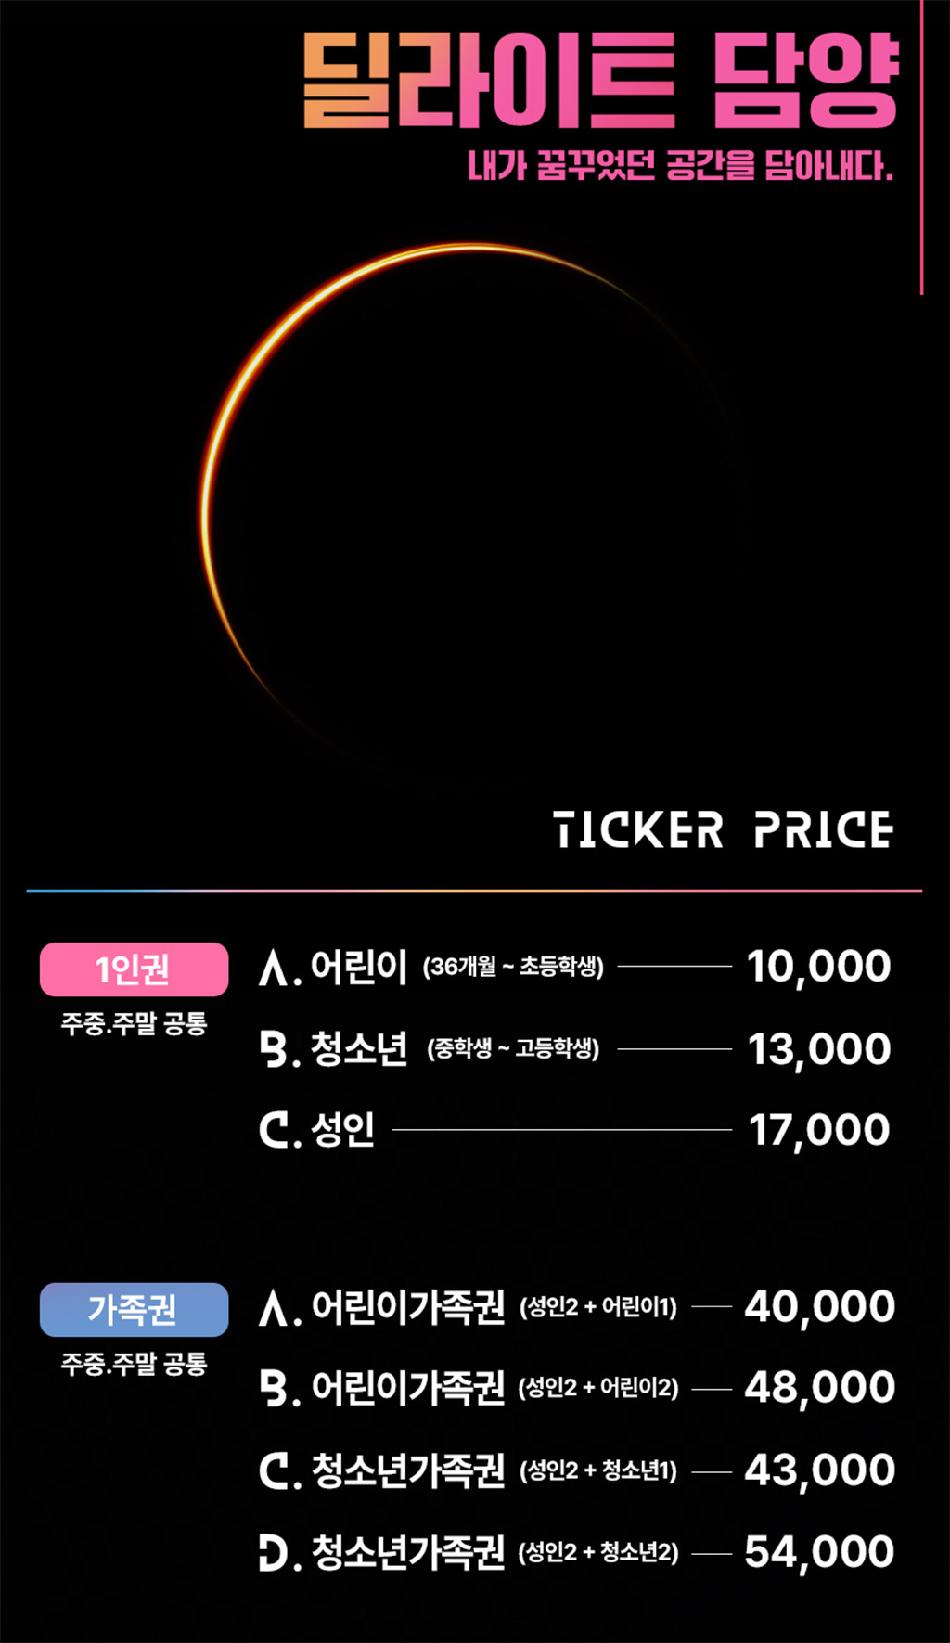 딜라이트 담양
내가 꿈꾸었던 공간을 담아내다.
TICKER PRICE
1인권
주중.주말 공통
A. 어린이 (36개월 ~ 초등학생) 10,000
B. 청소년 (중학생 ~ 고등학생) 13,000
C. 성인 17,000
가족권
주중.주말 공통
A. 어린이가족권 (성인2 + 어린이1) 40,000
B. 어린이가족권 (성인2 + 어린이2) 48,000
C. 청소년가족권 (성인2 + 청소년1) 43,000
D. 청소년가족권 (성인2 + 청소년2) 54,000